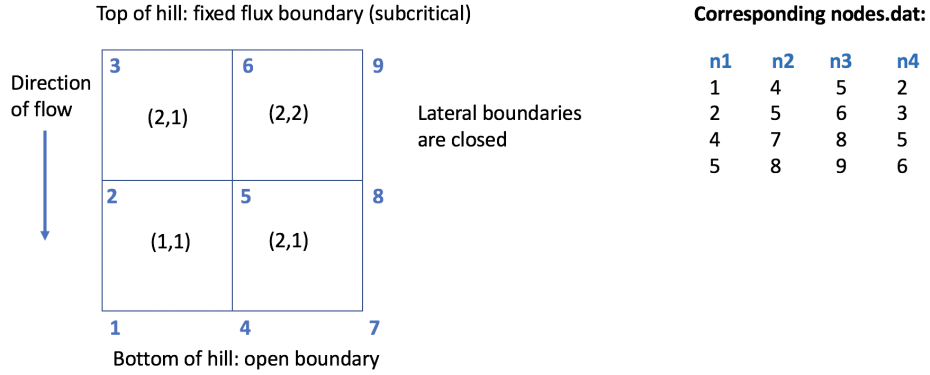 Top of hill: fixed flux boundary (subcritical)
Corresponding nodes.dat:
Direction
of flow
3
6
9
(2,1)
(2,2)
Lateral boundaries
are closed
2
5
8
(1,1)
(2,1)
1
4
7
Bottom of hill: open boundary
n1 n2 n3 n4
1 4 5 2
2 5 6 3
4 7 8 5
5 8 9 6